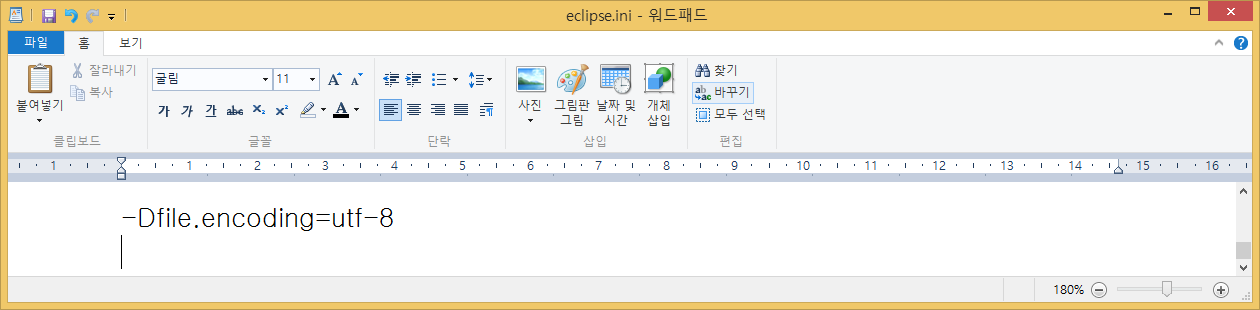 eclipse.ini - 워드패드
파일 홈 보기
붙여넣기
잘라내기
복사
클립보드
굴림 11
가 가 가 abc X₂ X² A
글꼴
단락
사진
그림판 그림
날짜 및 시간
개체 삽입
삽입
찾기
바꾸기
모두 선택
편집
1 1 2 3 4 5 6 7 8 9 10 11 12 13 14 15 16
-Dfile.encoding=utf-8
180%